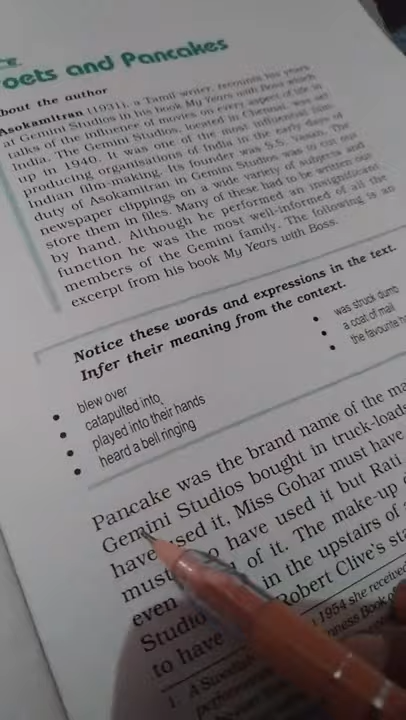 oets and Pancakes
bout the author
Asokamitran (1931), a Tamil writer, recounts his years
at Gemini Studios in his book My Years with Boss which
talks of the influence of movies on every aspect of life in
India. The Gemini Studios, located in Chennai, was set
up in 1940. It was one of the most influential film-
producing organisations of India in the early days of
Indian film-making. Its founder was S.S. Vasan. The
duty of Asokamitran in Gemini Studios was to cut out
newspaper clippings on a wide variety of subjects and
store them in files. Many of these had to be written out
by hand. Although he performed an insignificant
function he was the most well-informed of all the
members of the Gemini family. The following is an
excerpt from his book My Years with Boss.
Notice these words and expressions in the text.
Infer their meaning from the context.
• blew over
• catapulted into
• played into their hands
• heard a bell ringing
• was struck dumb
• a coat of mail
• the favourite
Pancake was the brand name of the
Gemini Studios bought in truck-loads
have used it, Miss Gohar must have
must have used it but Rati
even of it. The make-up
Studio in the upstairs of
to have Robert Clive's
1954 she received
Book
1. A